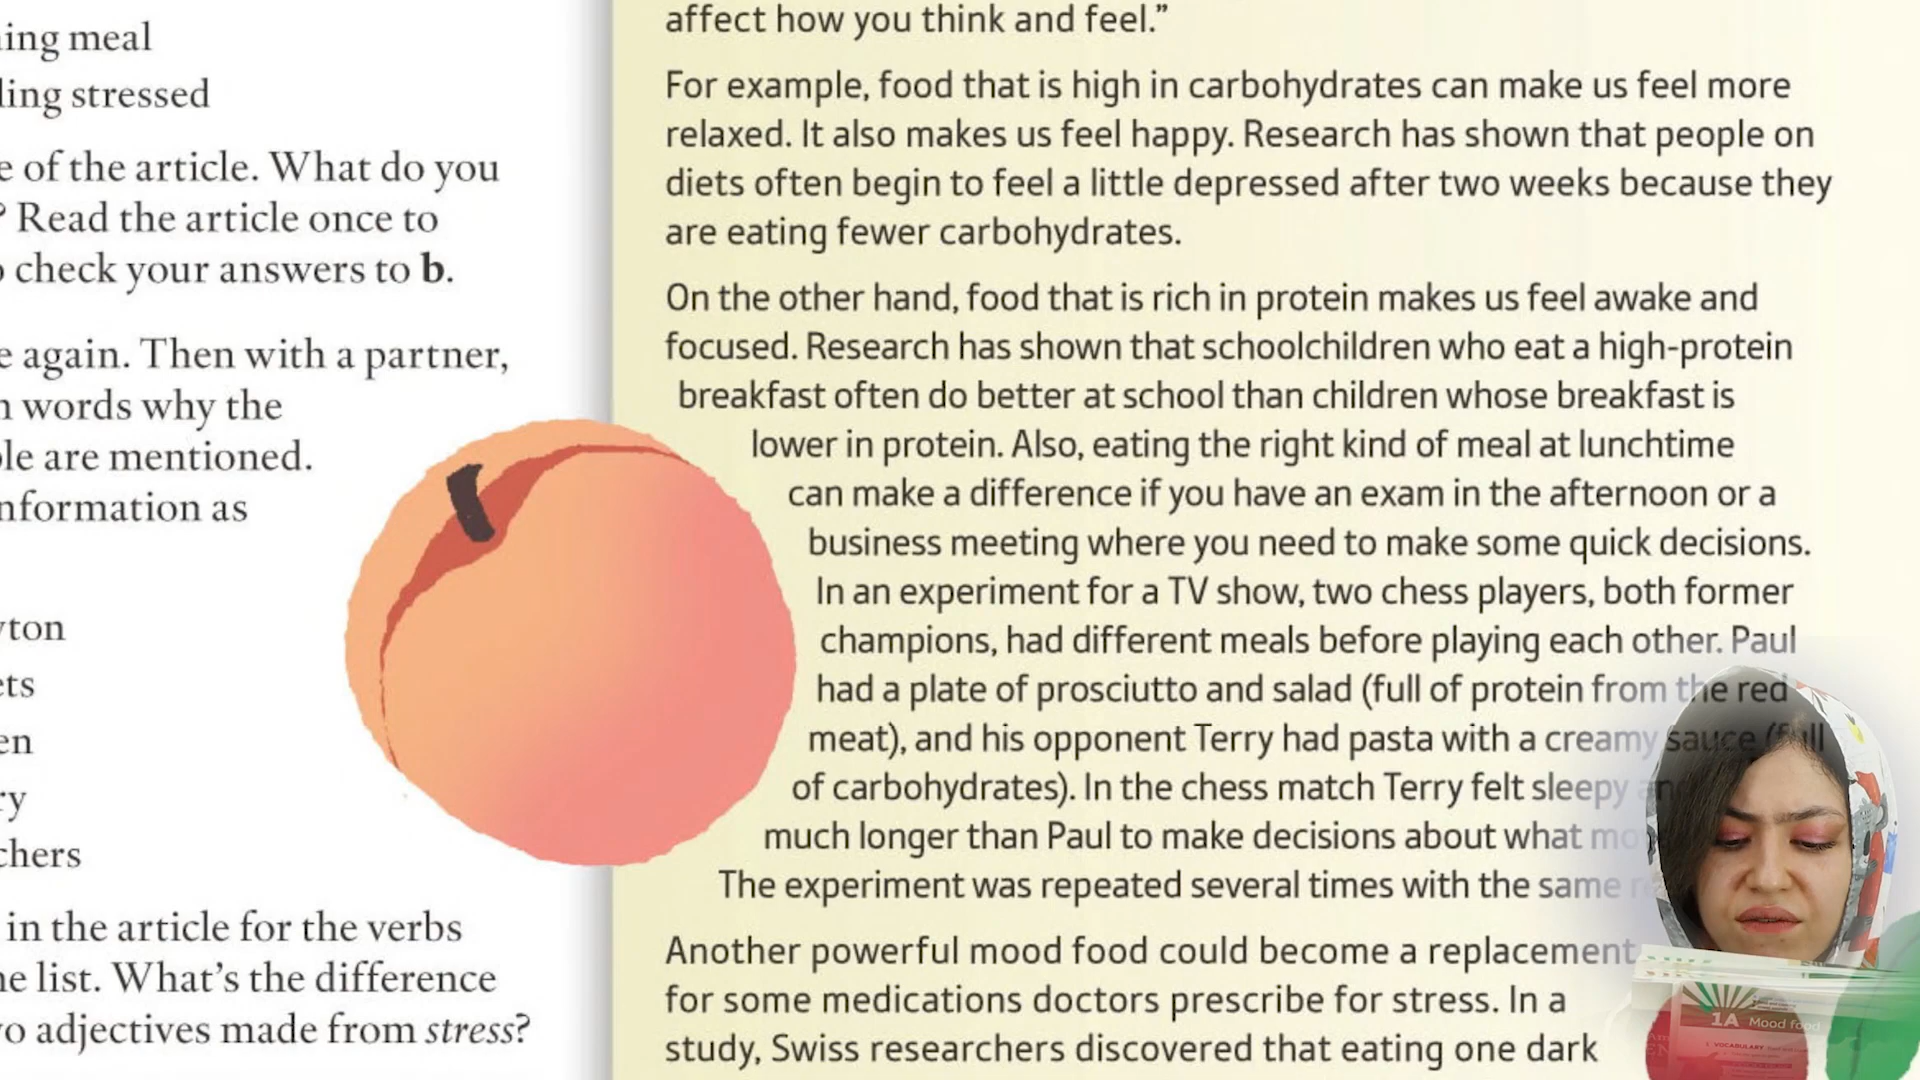 ing meal
ling stressed
e of the article. What do you
? Read the article once to
check your answers to b.
e again. Then with a partner,
words why the
le are mentioned.
nformation as
ton
ets
en
ry
chers
in the article for the verbs
e list. What's the difference
o adjectives made from stress?
affect how you think and feel.”
For example, food that is high in carbohydrates can make us feel more
relaxed. It also makes us feel happy. Research has shown that people on
diets often begin to feel a little depressed after two weeks because they
are eating fewer carbohydrates.
On the other hand, food that is rich in protein makes us feel awake and
focused. Research has shown that schoolchildren who eat a high-protein
breakfast often do better at school than children whose breakfast is
lower in protein. Also, eating the right kind of meal at lunchtime
can make a difference if you have an exam in the afternoon or a
business meeting where you need to make some quick decisions.
In an experiment for a TV show, two chess players, both former
champions, had different meals before playing each other. Paul
had a plate of prosciutto and salad (full of protein from the red
meat), and his opponent Terry had pasta with a creamy sauce (full
of carbohydrates). In the chess match Terry felt sleepy
much longer than Paul to make decisions about what
The experiment was repeated several times with the same
Another powerful mood food could become a replacement
for some medications doctors prescribe for stress. In a
study, Swiss researchers discovered that eating one dark
1A Mood food
1 VOCABULARY